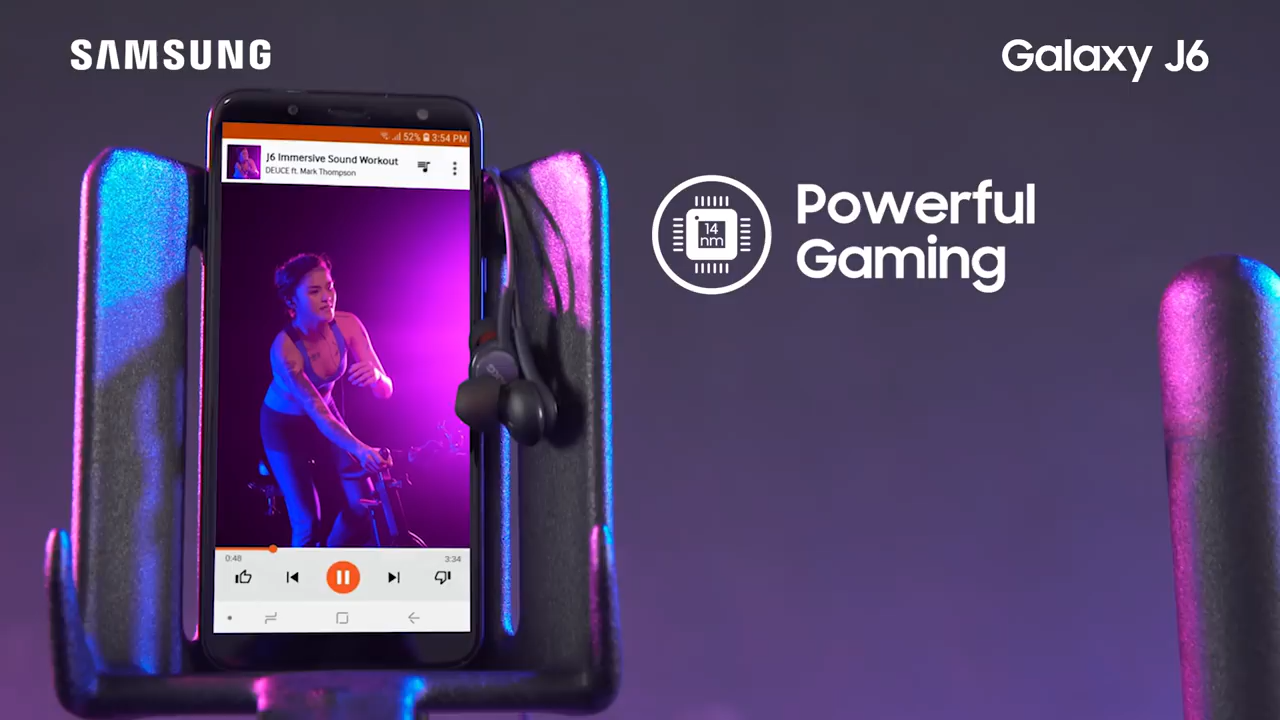 SAMSUNG
Galaxy J6
52% 3:54 PM
J6 Immersive Sound Workout
DEUCE ft. Mark Thompson
14
nm
Powerful
Gaming
0:48
3:34